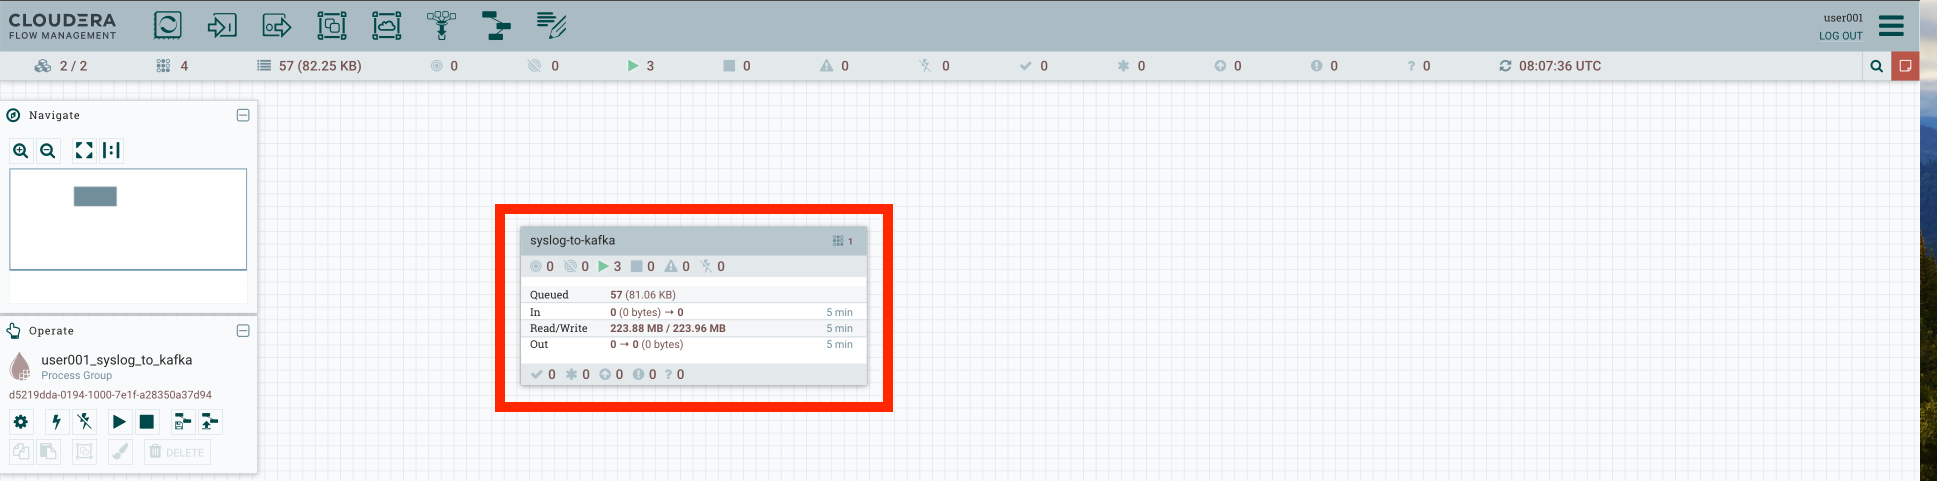 CLOUDERA
FLOW MANAGEMENT
user001
LOG OUT
2 / 2 4 57 (82.25 KB) 0 0 3 0 0 0 0 0 0 0 ? 0 08:07:36 UTC
Navigate
syslog-to-kafka 1
0 0 3 0 0 0
Queued 57 (81.06 KB)
In 0 (0 bytes) → 0 5 min
Read/Write 223.88 MB / 223.96 MB 5 min
Out 0 → 0 (0 bytes) 5 min
0 0 0 0 ? 0
Operate
user001_syslog_to_kafka
Process Group
d5219dda-0194-1000-7e1f-a28350a37d94
DELETE